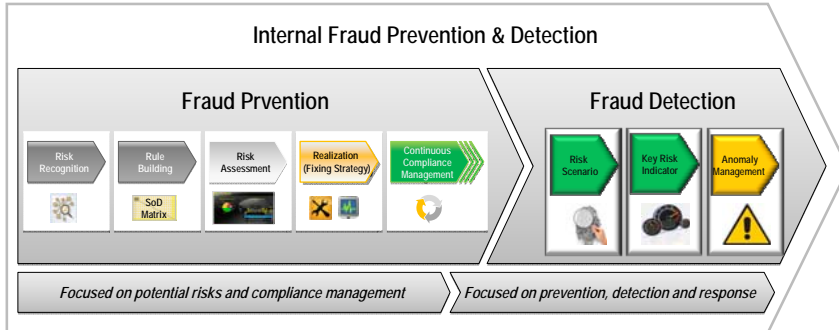 Internal Fraud Prevention & Detection
Fraud Prvention
Fraud Detection
Risk
Recognition
Rule
Building
Risk
Assessment
Realization
(Fixing Strategy)
Continuous
Compliance
Management
SoD
Matrix
Risk
Scenario
Key Risk
Indicator
Anomaly
Management
Focused on potential risks and compliance management
Focused on prevention, detection and response